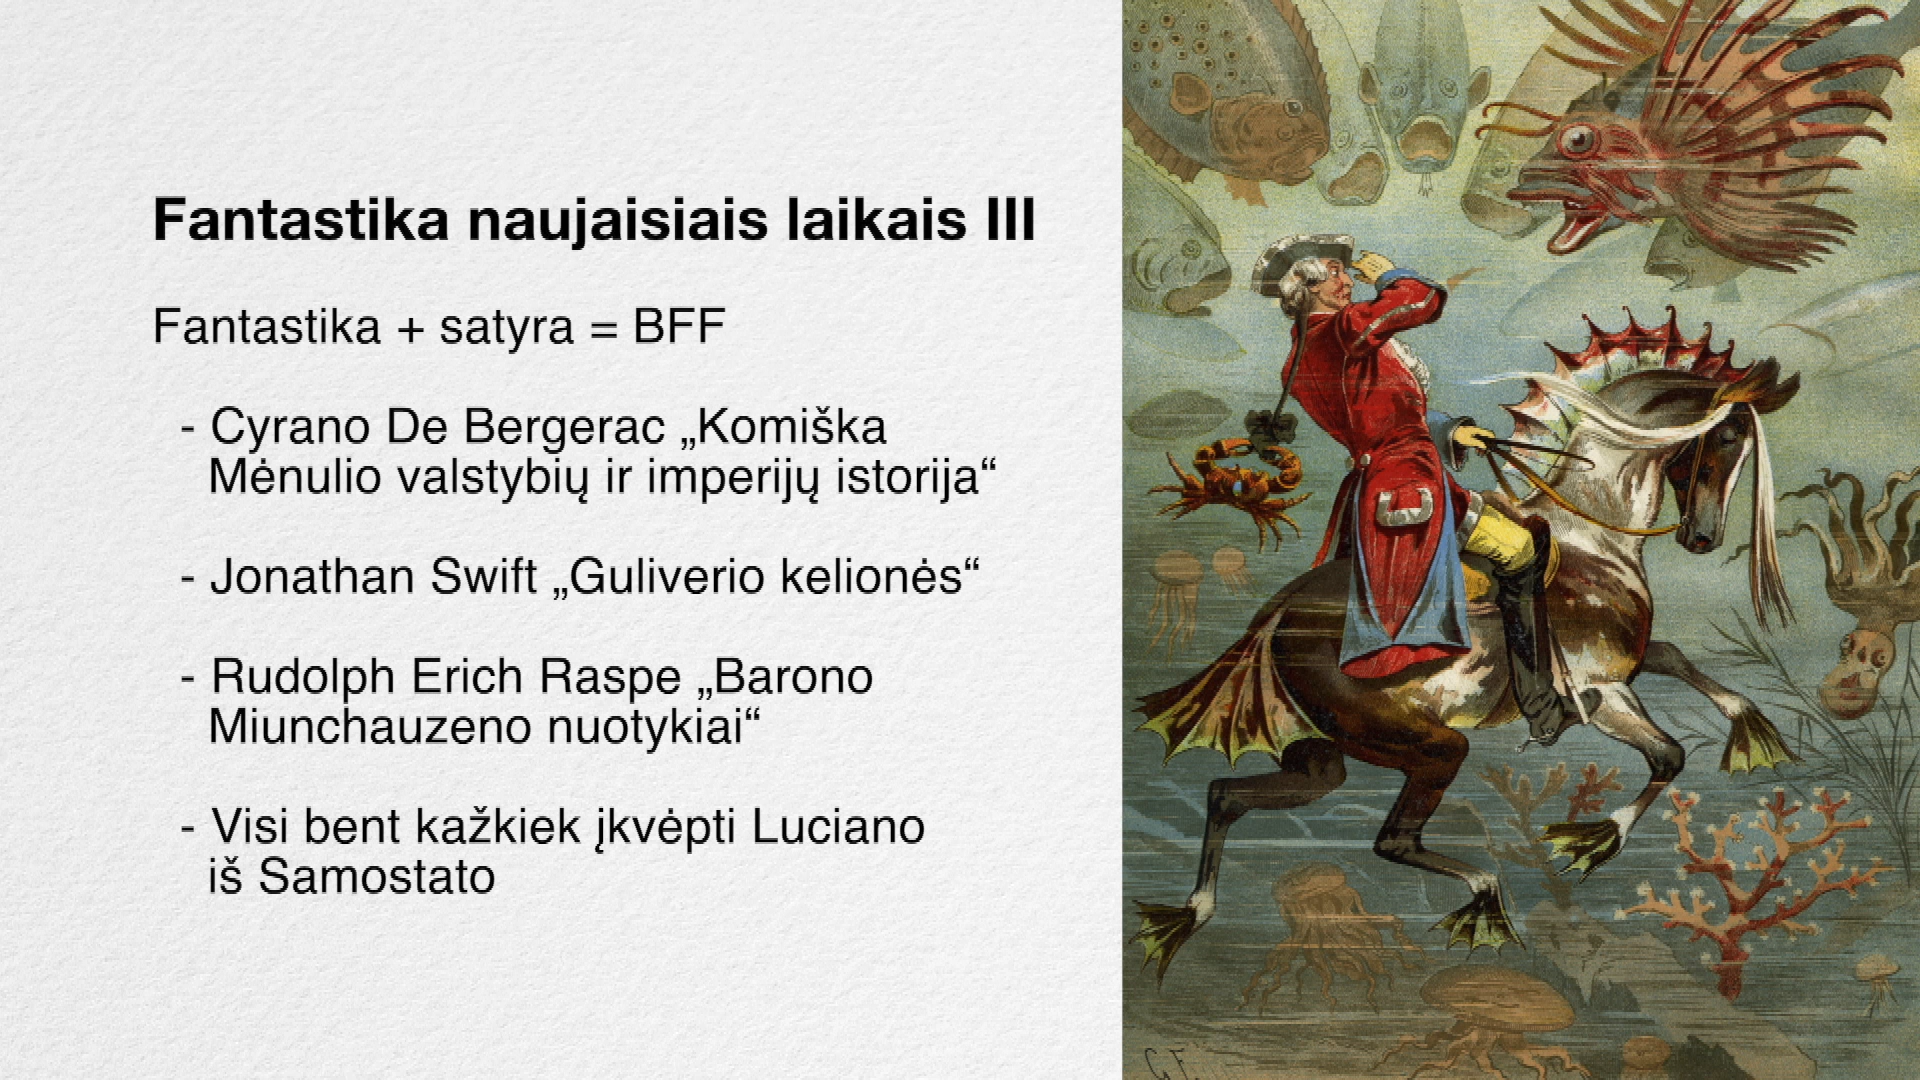 Fantastika naujaisiais laikais III
Fantastika + satyra = BFF
- Cyrano De Bergerac „Komiška
Mėnulio valstybių ir imperijų istorija“
- Jonathan Swift „Guliverio kelionės“
- Rudolph Erich Raspe „Barono
Miunchauzeno nuotykiai“
- Visi bent kažkiek įkvėpti Luciano
iš Samostato